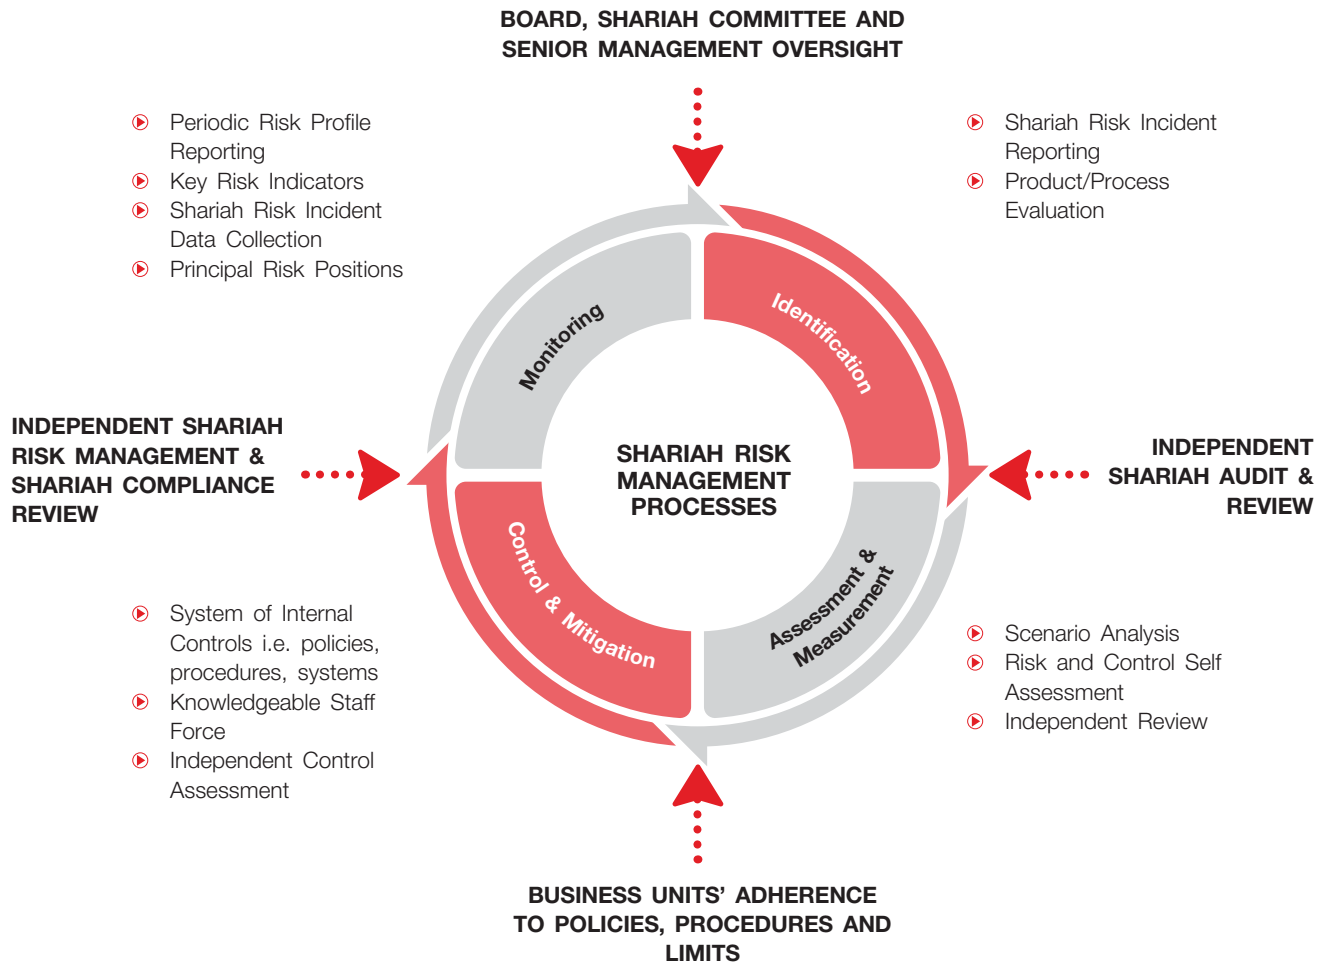 BOARD, SHARIAH COMMITTEE AND
SENIOR MANAGEMENT OVERSIGHT
Periodic Risk Profile
Reporting
Key Risk Indicators
Shariah Risk Incident
Data Collection
Principal Risk Positions
Shariah Risk Incident
Reporting
Product/Process
Evaluation
Monitoring
Identification
INDEPENDENT SHARIAH
RISK MANAGEMENT &
SHARIAH COMPLIANCE
REVIEW
SHARIAH RISK
MANAGEMENT
PROCESSES
INDEPENDENT
SHARIAH AUDIT &
REVIEW
Control & Mitigation
Assessment &
Measurement
System of Internal
Controls i.e. policies,
procedures, systems
Knowledgeable Staff
Force
Independent Control
Assessment
Scenario Analysis
Risk and Control Self
Assessment
Independent Review
BUSINESS UNITS’ ADHERENCE
TO POLICIES, PROCEDURES AND
LIMITS